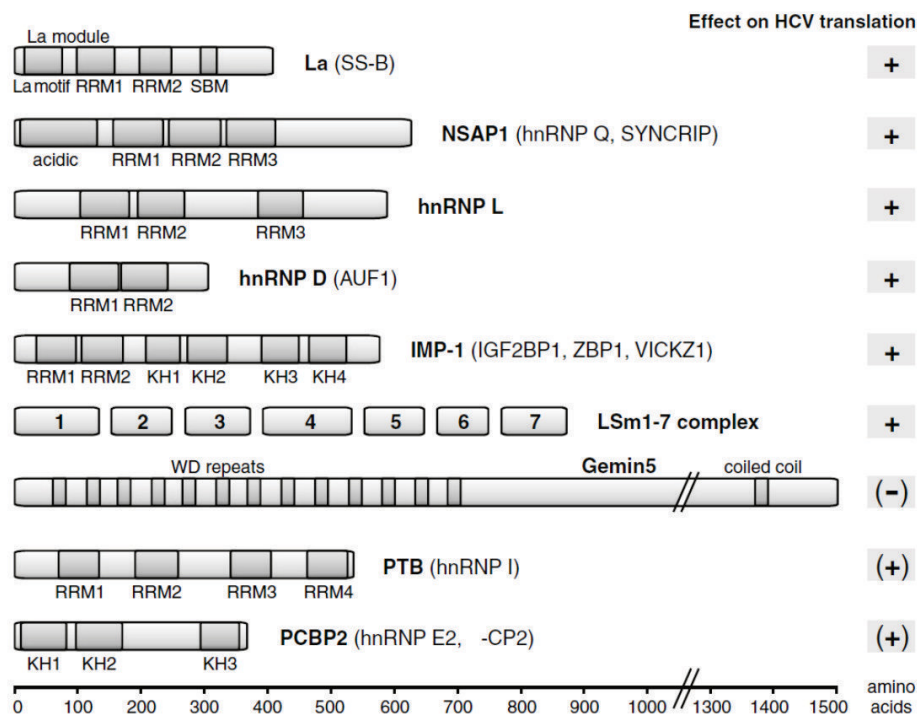 Effect on HCV translation
La module
La (SS-B)
+
La motif RRM1 RRM2 SBM
NSAP1 (hnRNP Q, SYNCRIP)
+
acidic RRM1 RRM2 RRM3
hnRNP L
+
RRM1 RRM2 RRM3
hnRNP D (AUF1)
+
RRM1 RRM2
IMP-1 (IGF2BP1, ZBP1, VICKZ1)
+
RRM1 RRM2 KH1 KH2 KH3 KH4
1 2 3 4 5 6 7 LSm1-7 complex
+
WD repeats Gemin5 coiled coil
(-)
PTB (hnRNP I)
(+)
RRM1 RRM2 RRM3 RRM4
PCBP2 (hnRNP E2, -CP2)
(+)
KH1 KH2 KH3
0 100 200 300 400 500 600 700 800 900 1000 1300 1400 1500
amino
acids